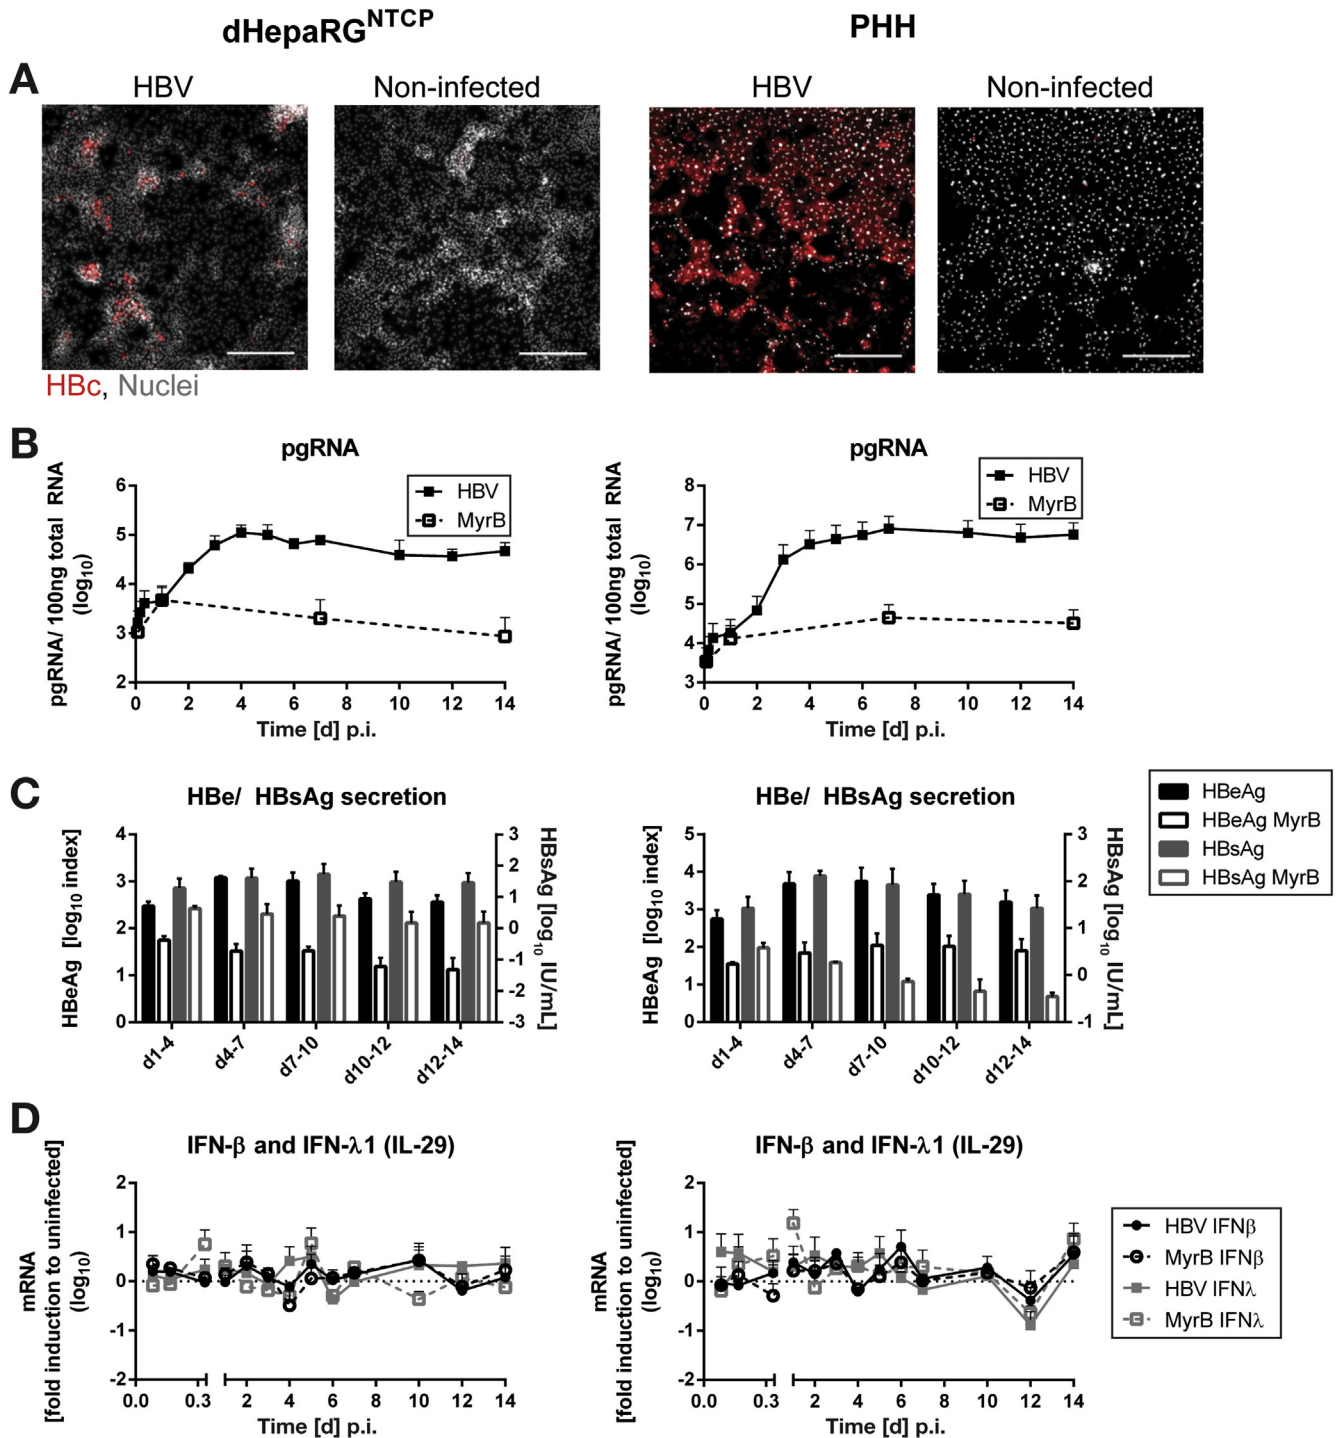 dHepaRG^NTCP
PHH
A
HBV
Non-infected
HBV
Non-infected
HBc, Nuclei
B
pgRNA
pgRNA/ 100ng total RNA
(log10)
6
5
4
3
2
HBV
MyrB
0 2 4 6 8 10 12 14
Time [d] p.i.
pgRNA
pgRNA/ 100ng total RNA
(log10)
8
7
6
5
4
3
HBV
MyrB
0 2 4 6 8 10 12 14
Time [d] p.i.
C
HBe/ HBsAg secretion
HBeAg [log10 index]
4
3
2
1
0
3
2
1
0
-1
-2
-3
HBsAg [log10 IU/mL]
d1-4
d4-7
d7-10
d10-12
d12-14
HBe/ HBsAg secretion
HBeAg [log10 index]
5
4
3
2
1
0
3
2
1
0
-1
HBsAg [log10 IU/mL]
d1-4
d4-7
d7-10
d10-12
d12-14
HBeAg
HBeAg MyrB
HBsAg
HBsAg MyrB
D
IFN-β and IFN-λ1 (IL-29)
mRNA
[fold induction to uninfected]
(log10)
2
1
0
-1
-2
0.0 0.3 2 4 6 8 10 12 14
Time [d] p.i.
IFN-β and IFN-λ1 (IL-29)
mRNA
[fold induction to uninfected]
(log10)
2
1
0
-1
-2
0.0 0.3 2 4 6 8 10 12 14
Time [d] p.i.
HBV IFNβ
MyrB IFNβ
HBV IFNλ
MyrB IFNλ